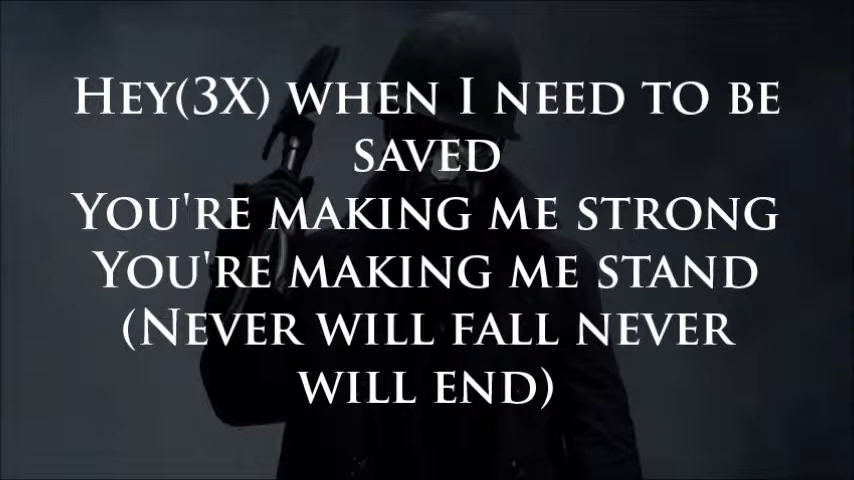 Hey(3X) when I need to be
saved
You're making me strong
You're making me stand
(Never will fall never
will end)